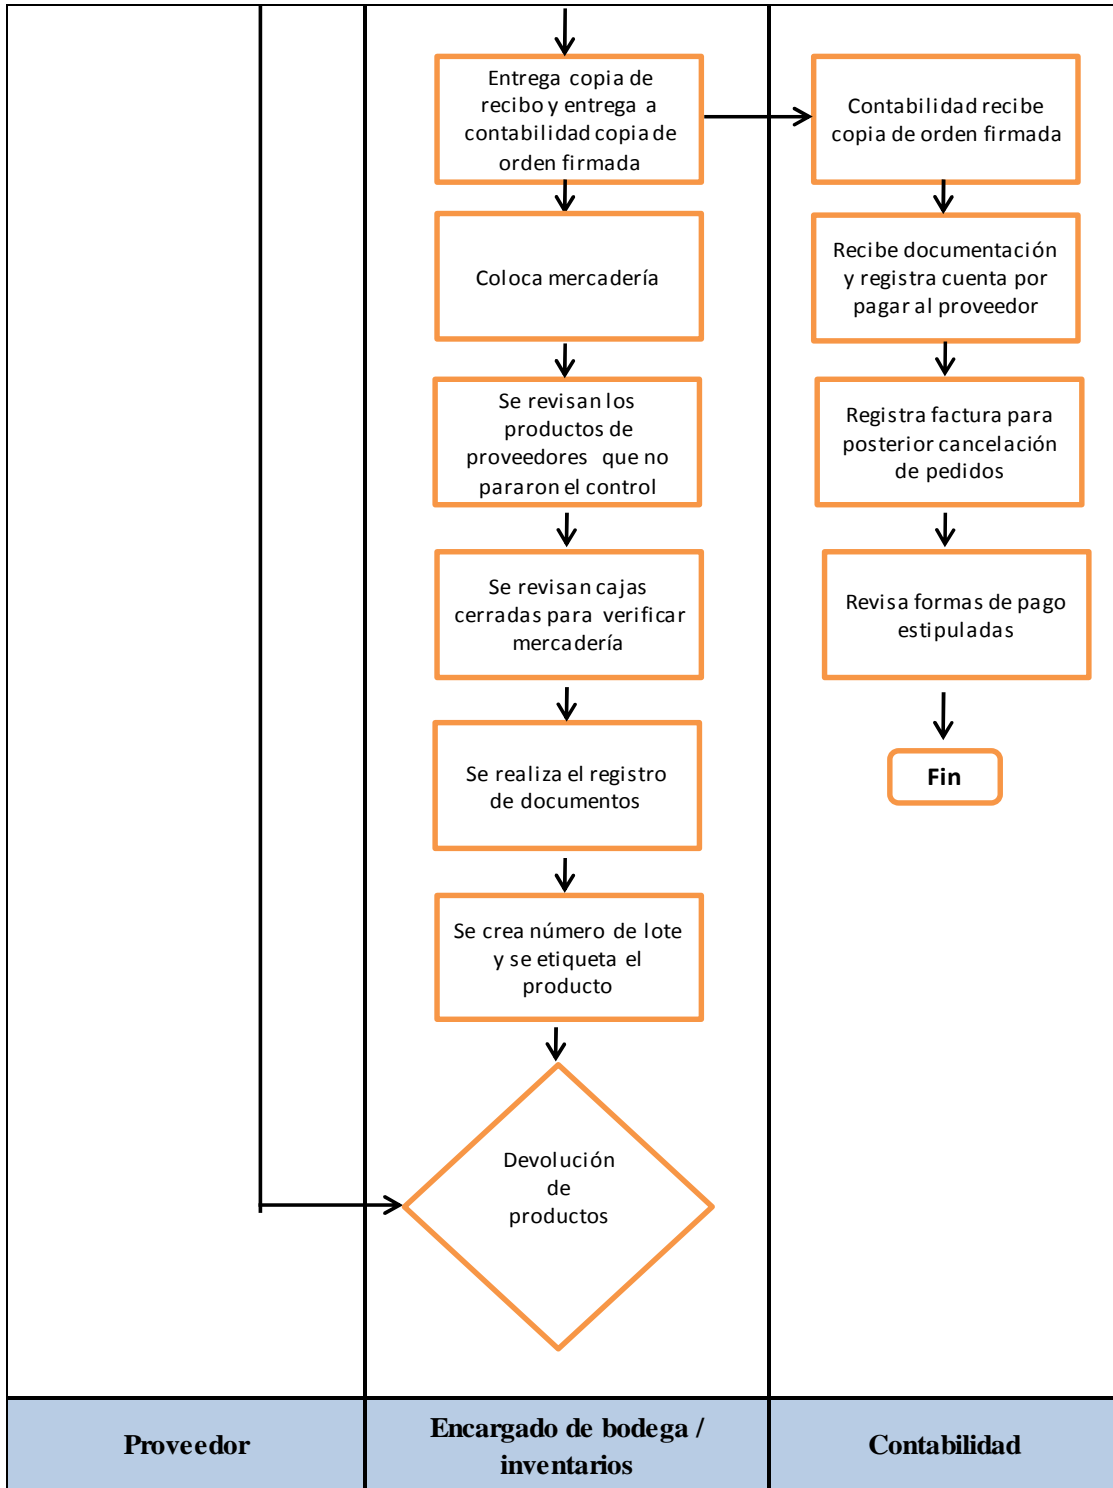 Entrega copia de
recibo y entrega a
contabilidad copia de
orden firmada
Contabilidad recibe
copia de orden firmada
Coloca mercadería
Recibe documentación
y registra cuenta por
pagar al proveedor
Se revisan los
productos de
proveedores que no
pararon el control
Registra factura para
posterior cancelación
de pedidos
Se revisan cajas
cerradas para verificar
mercadería
Revisa formas de pago
estipuladas
Se realiza el registro
de documentos
Fin
Se crea número de lote
y se etiqueta el
producto
Devolución
de
productos
Proveedor
Encargado de bodega /
inventarios
Contabilidad